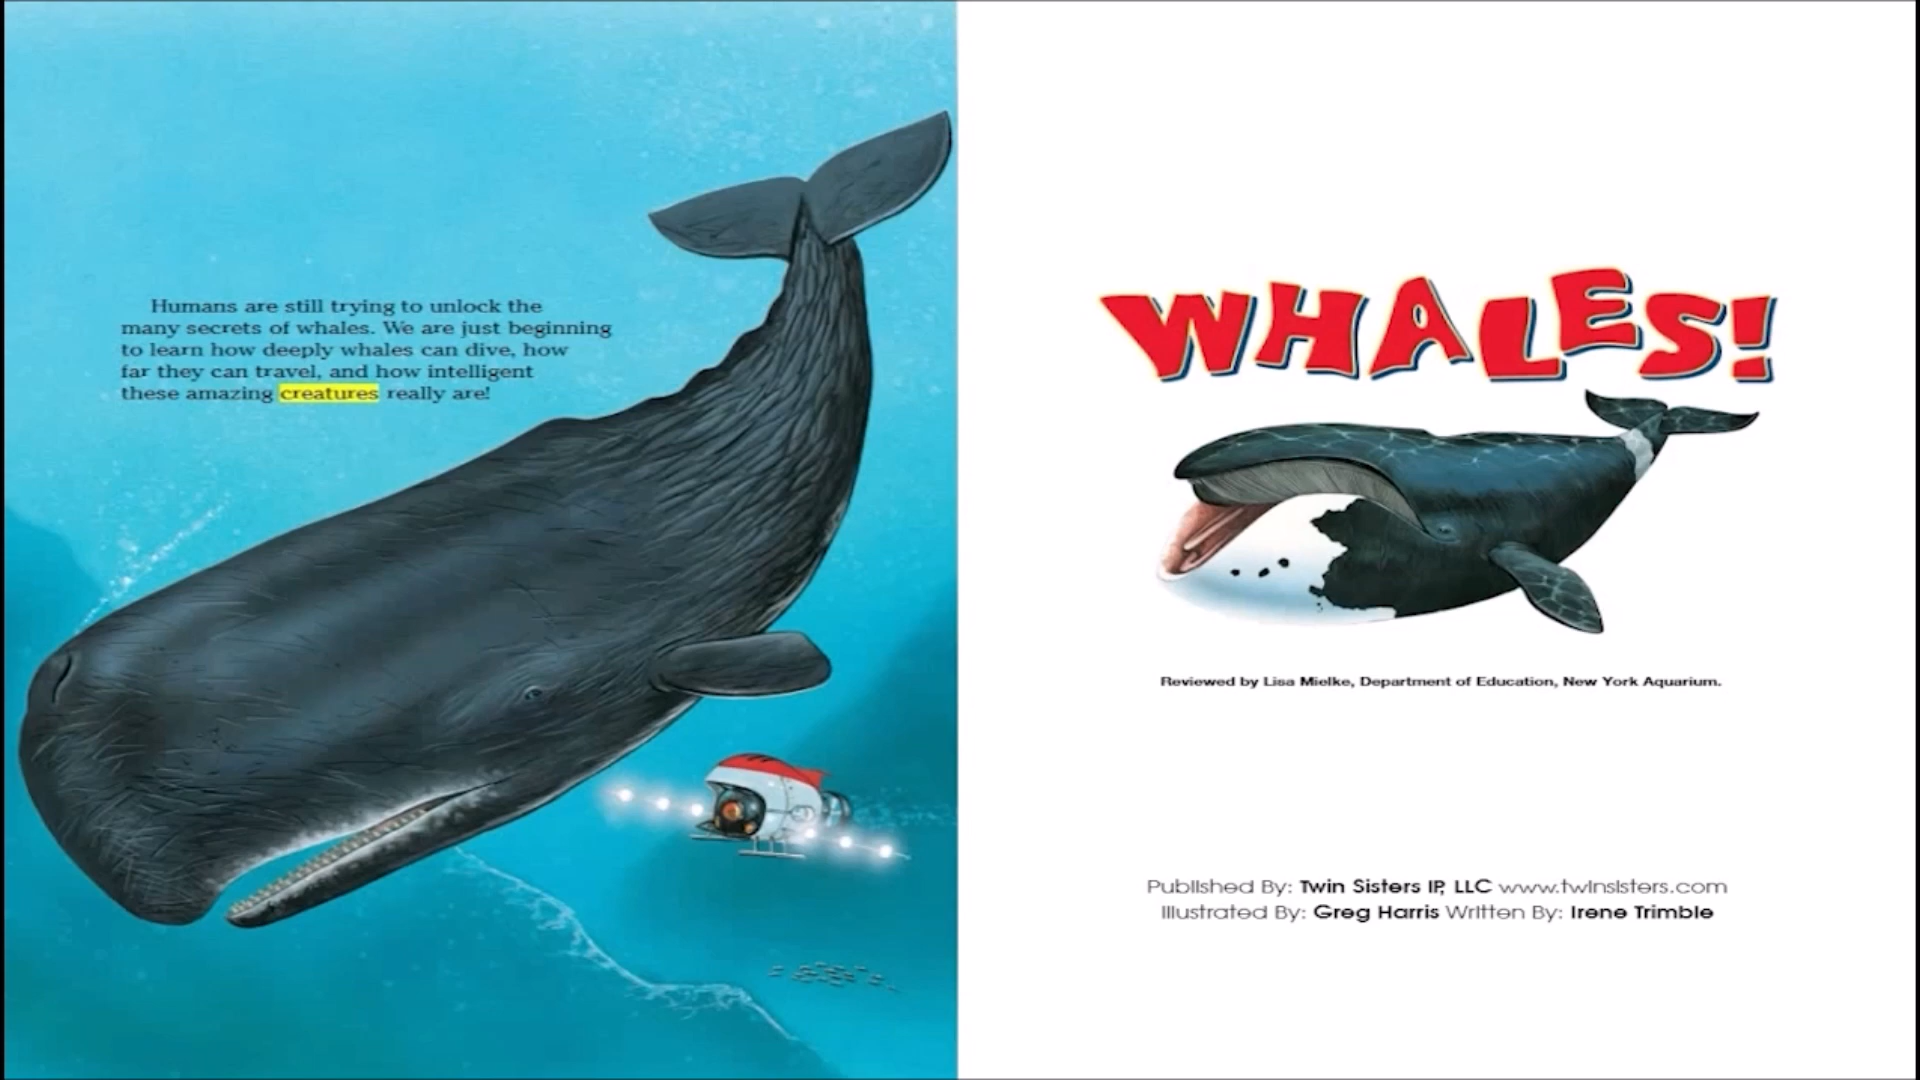 Humans are still trying to unlock the
many secrets of whales. We are just beginning
to learn how deeply whales can dive, how
far they can travel, and how intelligent
these amazing creatures really are!
WHALES!
Reviewed by Lisa Mielke, Department of Education, New York Aquarium.
Published By: Twin Sisters IP, LLC www.twinsisters.com
Illustrated By: Greg Harris Written By: Irene Trimble